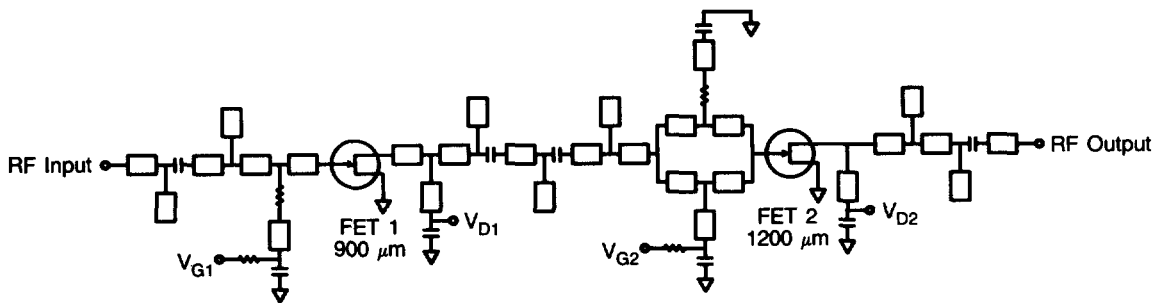 RF Input
RF Output
FET 1
900 μm
V_D1
V_G1
FET 2
1200 μm
V_D2
V_G2